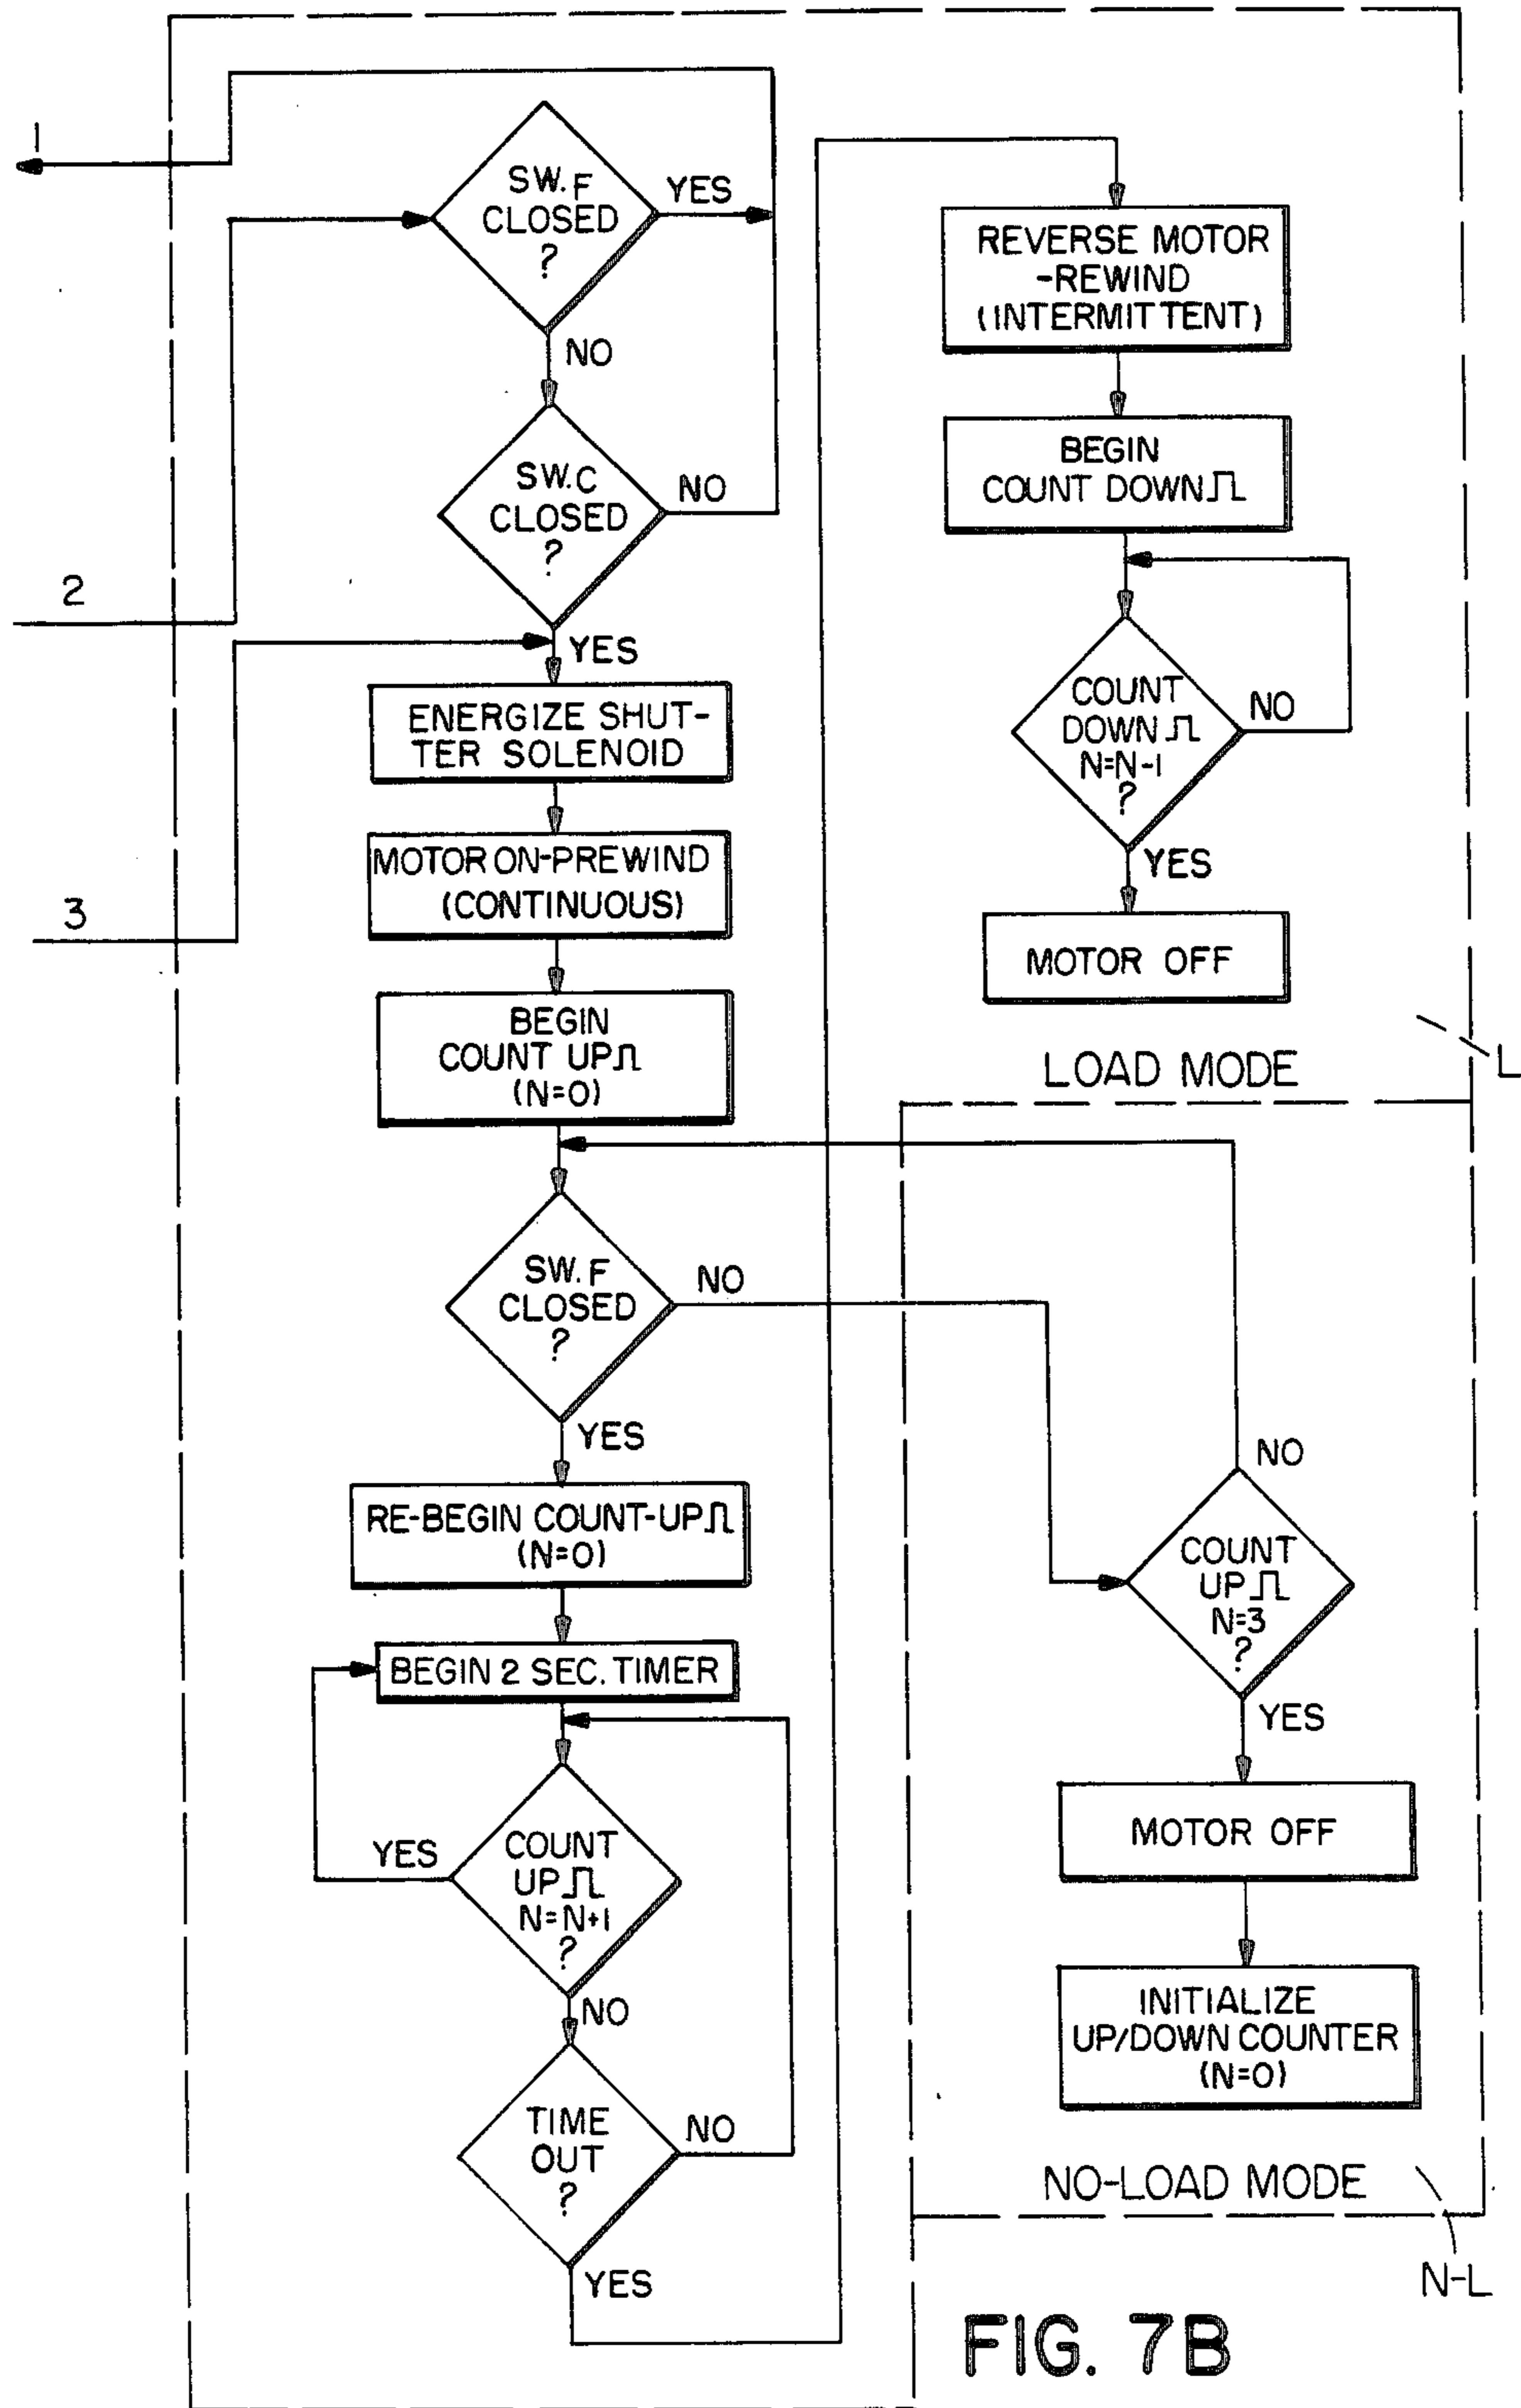 1
SW. F
CLOSED
?
YES
NO
SW. C
CLOSED
?
NO
2
YES
3
ENERGIZE SHUT-
TER SOLENOID
MOTOR ON-PREWIND
(CONTINUOUS)
BEGIN
COUNT UP
(N=0)
SW. F
CLOSED
?
NO
YES
RE-BEGIN COUNT-UP
(N=0)
BEGIN 2 SEC. TIMER
COUNT
UP
N=N+1
?
YES
NO
TIME
OUT
?
NO
YES
REVERSE MOTOR
-REWIND
(INTERMITTENT)
BEGIN
COUNT DOWN
COUNT
DOWN
N=N-1
?
NO
YES
MOTOR OFF
LOAD MODE
L
NO
COUNT
UP
N=3
?
YES
MOTOR OFF
INITIALIZE
UP/DOWN COUNTER
(N=0)
NO-LOAD MODE
N-L
FIG. 7B